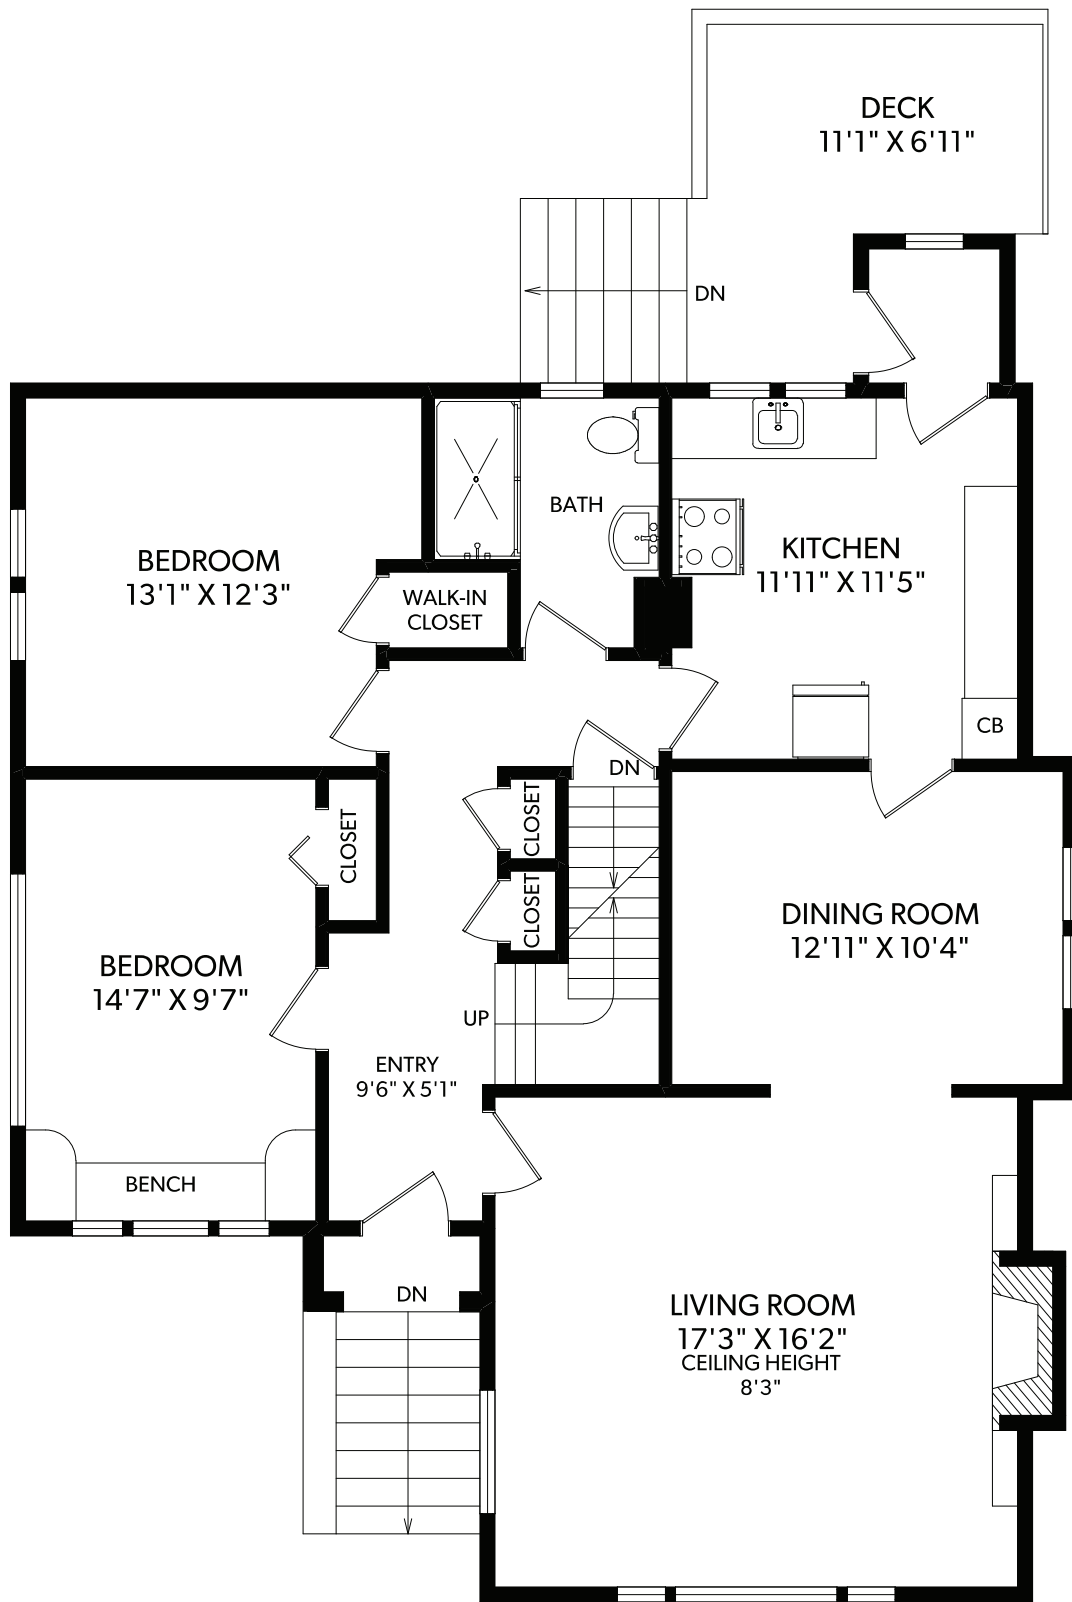 DECK
11'1" X 6'11"
DN
BEDROOM
13'1" X 12'3"
WALK-IN
CLOSET
BATH
KITCHEN
11'11" X 11'5"
CB
DN
CLOSET
CLOSET
CLOSET
BEDROOM
14'7" X 9'7"
DINING ROOM
12'11" X 10'4"
UP
ENTRY
9'6" X 5'1"
BENCH
DN
LIVING ROOM
17'3" X 16'2"
CEILING HEIGHT
8'3"